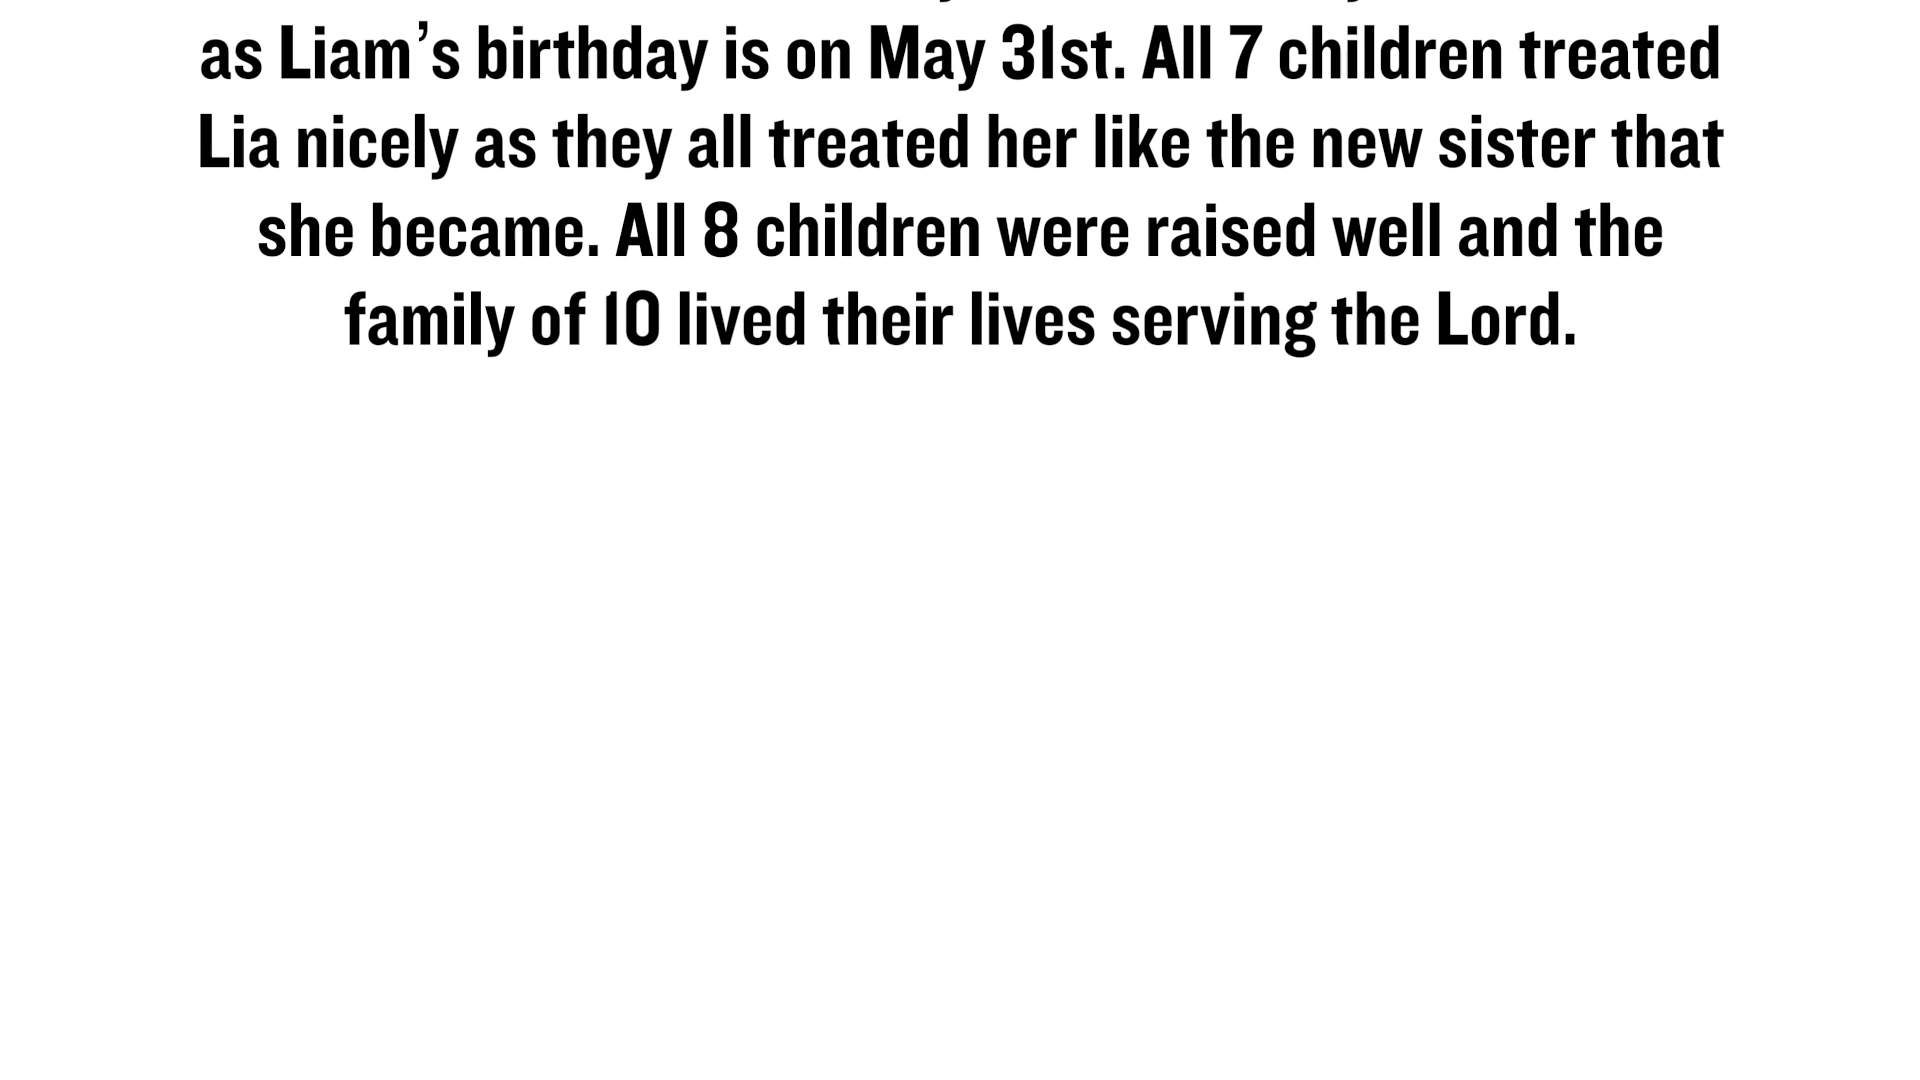 as Liam’s birthday is on May 31st. All 7 children treated
Lia nicely as they all treated her like the new sister that
she became. All 8 children were raised well and the
family of 10 lived their lives serving the Lord.